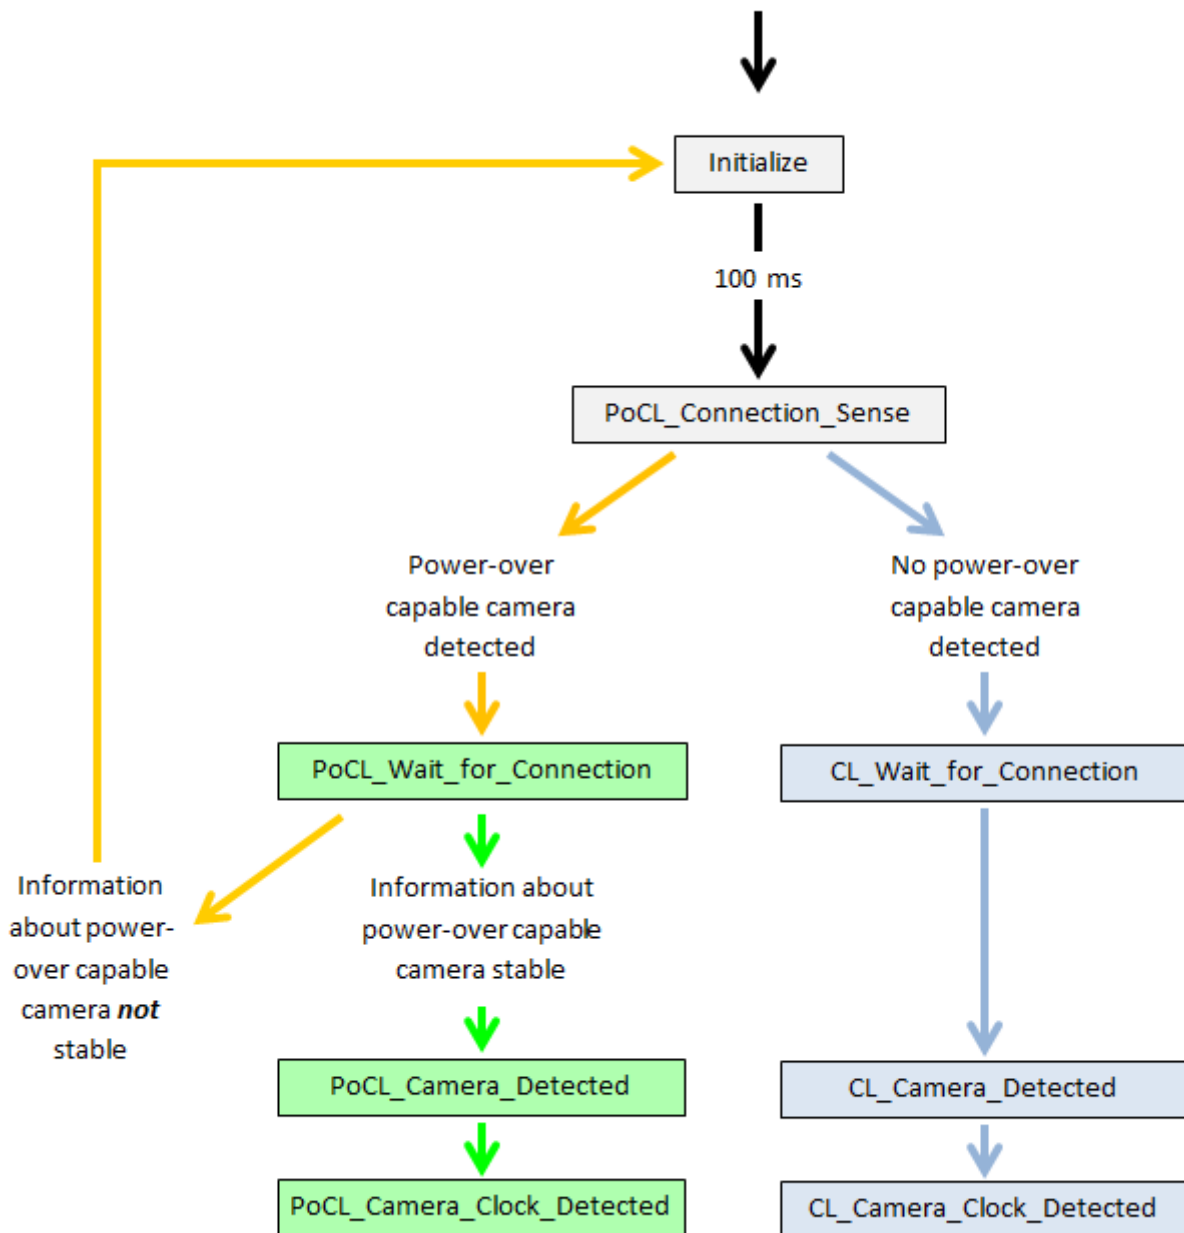 Initialize
100 ms
PoCL_Connection_Sense
Power-over
capable camera
detected
No power-over
capable camera
detected
PoCL_Wait_for_Connection
CL_Wait_for_Connection
Information
about power-
over capable
camera not
stable
Information about
power-over capable
camera stable
PoCL_Camera_Detected
CL_Camera_Detected
PoCL_Camera_Clock_Detected
CL_Camera_Clock_Detected